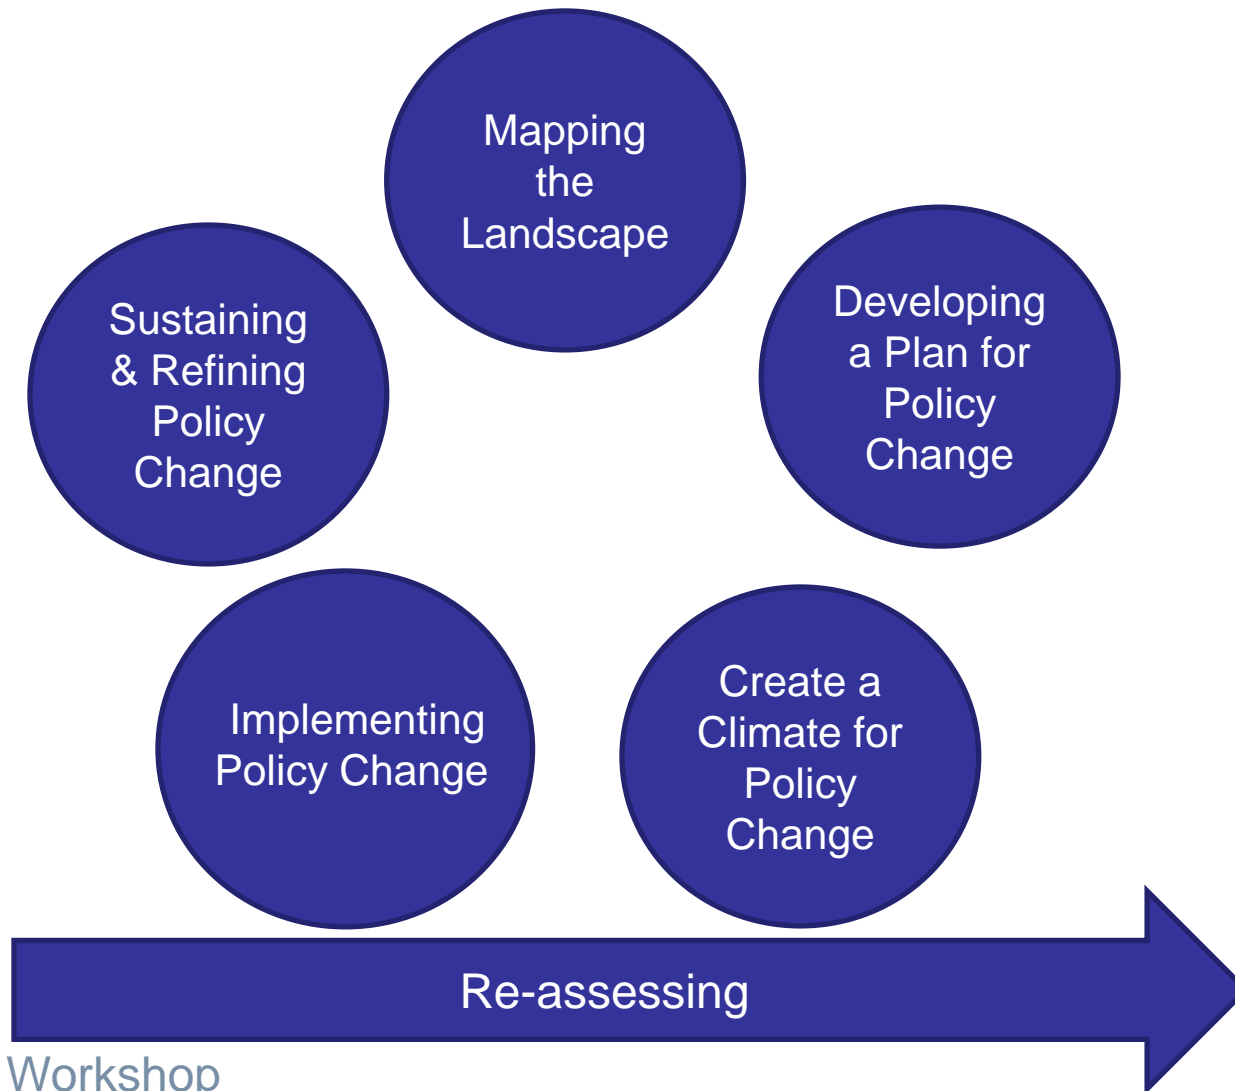 Mapping
the
Landscape
Developing
a Plan for
Policy
Change
Create a
Climate for
Policy
Change
Implementing
Policy Change
Sustaining
& Refining
Policy
Change
Re-assessing
Workshop